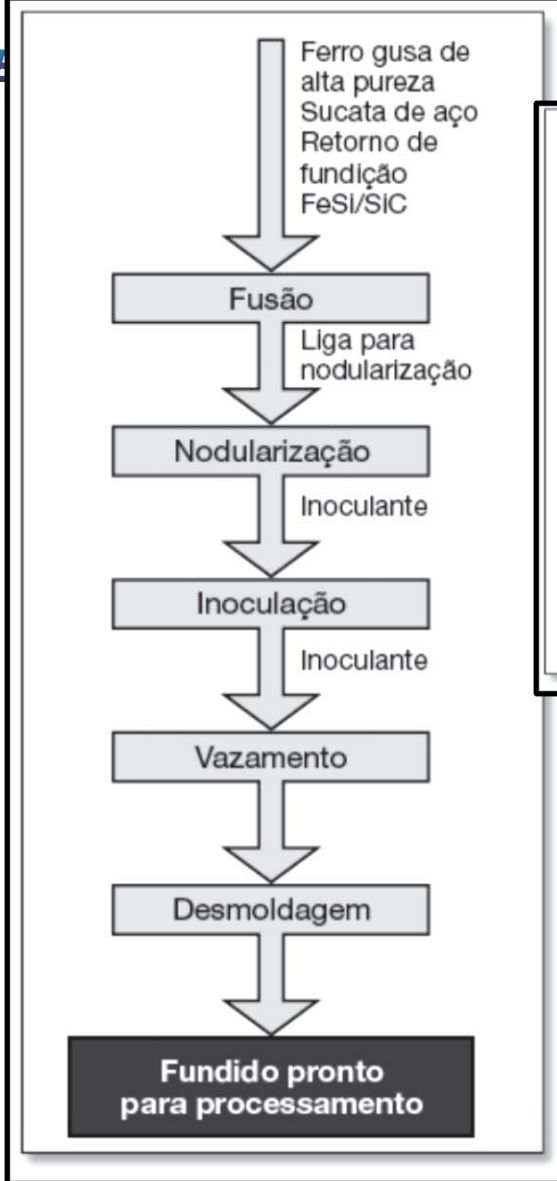 Ferro gusa de
alta pureza
Sucata de aço
Retorno de
fundição
FeSi/SiC
Fusão
Liga para
nodularização
Nodularização
Inoculante
Inoculação
Inoculante
Vazamento
Desmoldagem
Fundido pronto
para processamento